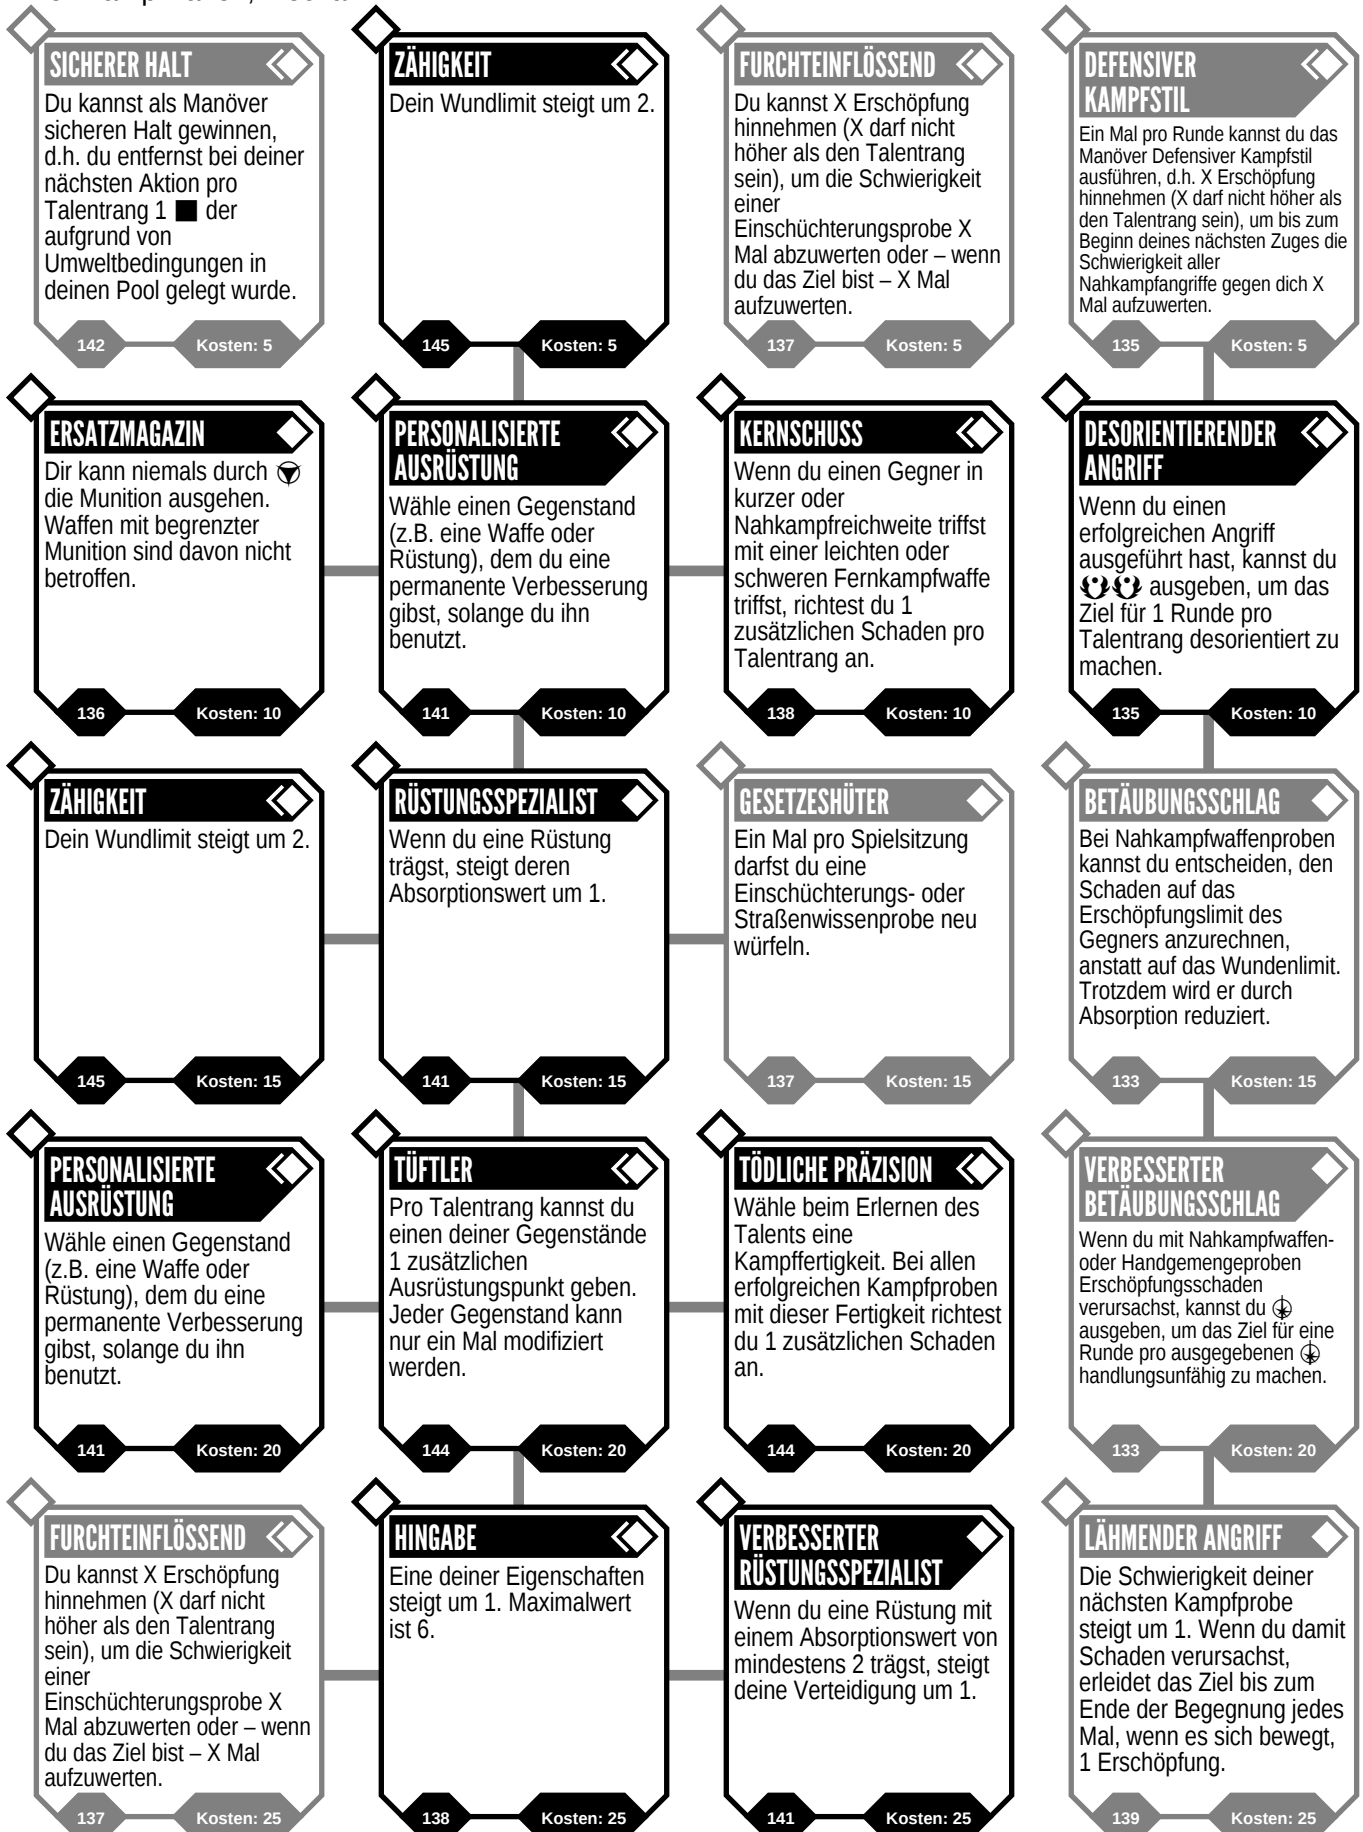 SICHERER HALT
Du kannst als Manöver
sicheren Halt gewinnen,
d.h. du entfernst bei deiner
nächsten Aktion pro
Talentrang 1 ■ der
aufgrund von
Umweltbedingungen in
deinen Pool gelegt wurde.
142
Kosten: 5
ZÄHIGKEIT
Dein Wundlimit steigt um 2.
145
Kosten: 5
FURCHTEINFLÖSSEND
Du kannst X Erschöpfung
hinnehmen (X darf nicht
höher als den Talentrang
sein), um die Schwierigkeit
einer
Einschüchterungsprobe X
Mal abzuwerten oder – wenn
du das Ziel bist – X Mal
aufzuwerten.
137
Kosten: 5
DEFENSIVER
KAMPFSTIL
Ein Mal pro Runde kannst du das
Manöver Defensiver Kampfstil
ausführen, d.h. X Erschöpfung
hinnehmen (X darf nicht höher als
den Talentrang sein), um bis zum
Beginn deines nächsten Zuges die
Schwierigkeit aller
Nahkampfangriffe gegen dich X
Mal aufzuwerten.
135
Kosten: 5
ERSATZMAGAZIN
Dir kann niemals durch
die Munition ausgehen.
Waffen mit begrenzter
Munition sind davon nicht
betroffen.
136
Kosten: 10
PERSONALISIERTE
AUSRÜSTUNG
Wähle einen Gegenstand
(z.B. eine Waffe oder
Rüstung), dem du eine
permanente Verbesserung
gibst, solange du ihn
benutzt.
141
Kosten: 10
KERNSCHUSS
Wenn du einen Gegner in
kurzer oder
Nahkampfreichweite triffst
mit einer leichten oder
schweren Fernkampfwaffe
triffst, richtest du 1
zusätzlichen Schaden pro
Talentrang an.
138
Kosten: 10
DESORIENTIERENDER
ANGRIFF
Wenn du einen
erfolgreichen Angriff
ausgeführt hast, kannst du
ausgeben, um das
Ziel für 1 Runde pro
Talentrang desorientiert zu
machen.
135
Kosten: 10
ZÄHIGKEIT
Dein Wundlimit steigt um 2.
145
Kosten: 15
RÜSTUNGSSPEZIALIST
Wenn du eine Rüstung
trägst, steigt deren
Absorptionswert um 1.
141
Kosten: 15
GESETZESHÜTER
Ein Mal pro Spielsitzung
darfst du eine
Einschüchterungs- oder
Straßenwissenprobe neu
würfeln.
137
Kosten: 15
BETÄUBUNGSSCHLAG
Bei Nahkampfwaffenproben
kannst du entscheiden, den
Schaden auf das
Erschöpfungslimit des
Gegners anzurechnen,
anstatt auf das Wundenlimit.
Trotzdem wird er durch
Absorption reduziert.
133
Kosten: 15
PERSONALISIERTE
AUSRÜSTUNG
Wähle einen Gegenstand
(z.B. eine Waffe oder
Rüstung), dem du eine
permanente Verbesserung
gibst, solange du ihn
benutzt.
141
Kosten: 20
TÜFTLER
Pro Talentrang kannst du
einen deiner Gegenstände
1 zusätzlichen
Ausrüstungspunkt geben.
Jeder Gegenstand kann
nur ein Mal modifiziert
werden.
144
Kosten: 20
TÖDLICHE PRÄZISION
Wähle beim Erlernen des
Talents eine
Kampffertigkeit. Bei allen
erfolgreichen Kampfproben
mit dieser Fertigkeit richtest
du 1 zusätzlichen Schaden
an.
144
Kosten: 20
VERBESSERTER
BETÄUBUNGSSCHLAG
Wenn du mit Nahkampfwaffen-
oder Handgemengeproben
Erschöpfungsschaden
verursachst, kannst du
ausgeben, um das Ziel für eine
Runde pro ausgegebenen
handlungsunfähig zu machen.
133
Kosten: 20
FURCHTEINFLÖSSEND
Du kannst X Erschöpfung
hinnehmen (X darf nicht
höher als den Talentrang
sein), um die Schwierigkeit
einer
Einschüchterungsprobe X
Mal abzuwerten oder – wenn
du das Ziel bist – X Mal
aufzuwerten.
137
Kosten: 25
HINGABE
Eine deiner Eigenschaften
steigt um 1. Maximalwert
ist 6.
138
Kosten: 25
VERBESSERTER
RÜSTUNGSSPEZIALIST
Wenn du eine Rüstung mit
einem Absorptionswert von
mindestens 2 trägst, steigt
deine Verteidigung um 1.
141
Kosten: 25
LÄHMENDER ANGRIFF
Die Schwierigkeit deiner
nächsten Kampfprobe
steigt um 1. Wenn du damit
Schaden verursachst,
erleidet das Ziel bis zum
Ende der Begegnung jedes
Mal, wenn es sich bewegt,
1 Erschöpfung.
139
Kosten: 25